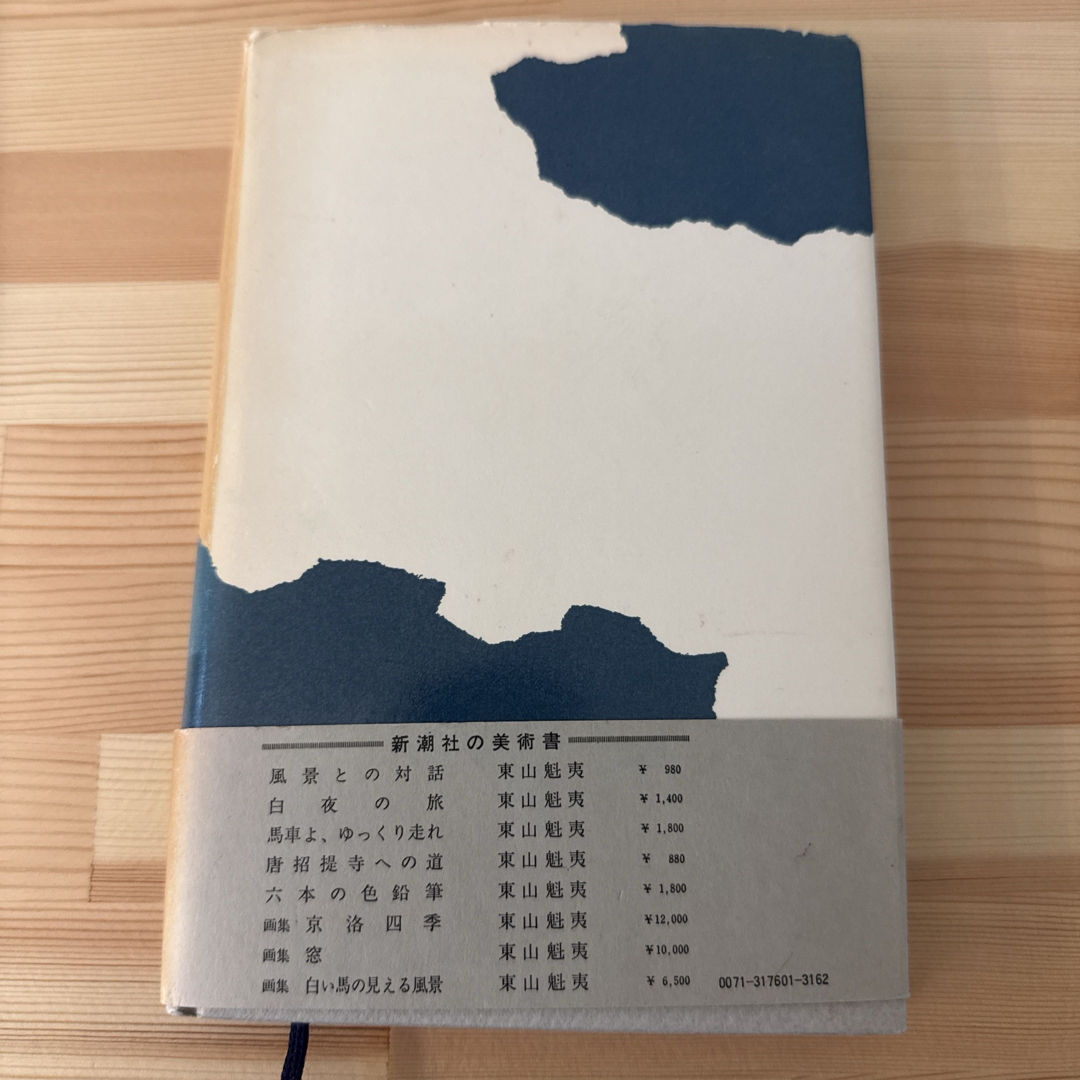 新潮社の美術書
風景との対話 東山魁夷 ¥ 980
白夜の旅 東山魁夷 ¥ 1,400
馬車よ、ゆっくり走れ 東山魁夷 ¥ 1,800
唐招提寺への道 東山魁夷 ¥ 880
六本の色鉛筆 東山魁夷 ¥ 1,800
画集 京洛四季 東山魁夷 ¥12,000
画集 窓 東山魁夷 ¥10,000
画集 白い馬の見える風景 東山魁夷 ¥ 6,500 0071-317601-3162